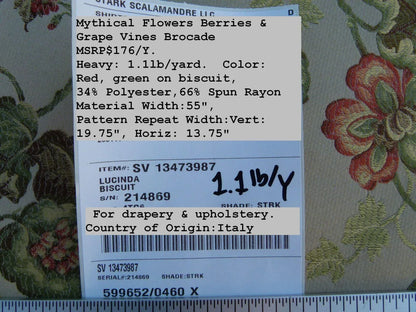 STARK SCALAMANDRE LLC
Mythical Flowers Berries &
Grape Vines Brocade
MSRP$176/Y.
Heavy: 1.1lb/yard. Color:
Red, green on biscuit,
34% Polyester,66% Spun Rayon
Material Width:55",
Pattern Repeat Width:Vert:
19.75", Horiz: 13.75"
ITEM#: SV 13473987
LUCINDA
BISCUIT
1.1lb/Y
S/N: 214869
SHADE: STRK
For drapery & upholstery.
Country of Origin:Italy
SV 13473987
SERIAL#:214869 SHADE:STRK
599652/0460 X